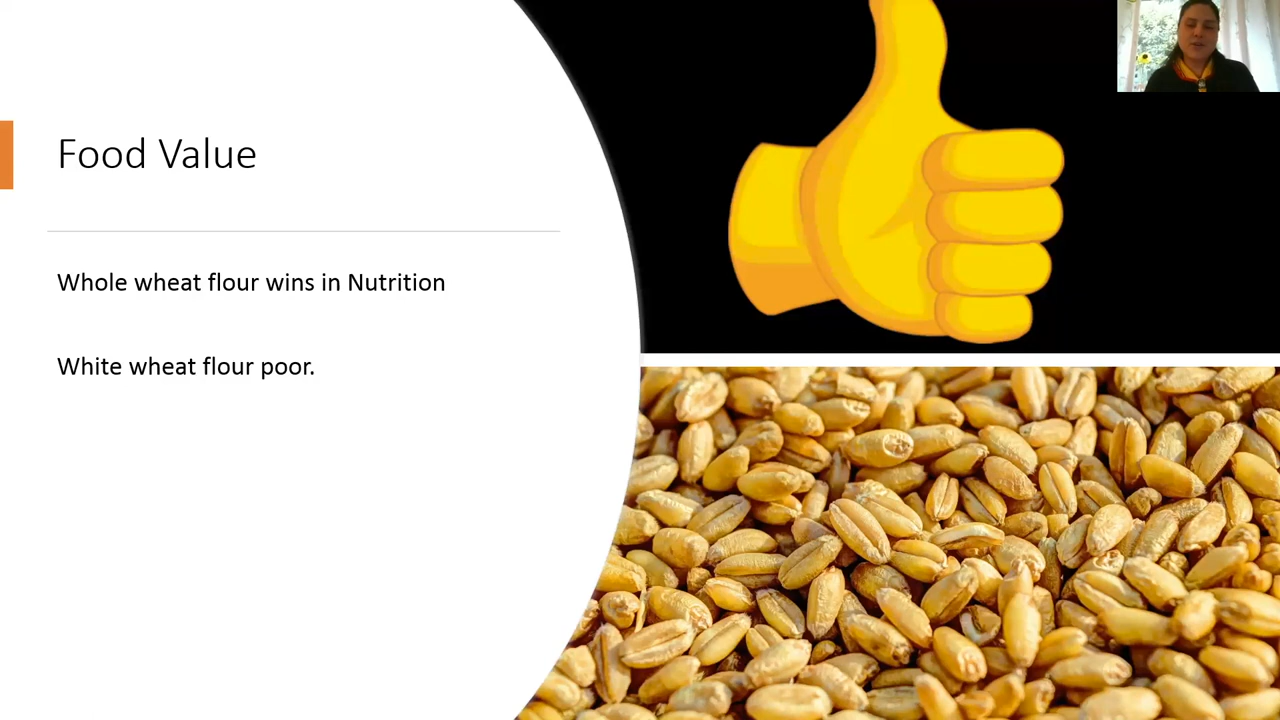 Food Value
Whole wheat flour wins in Nutrition
White wheat flour poor.